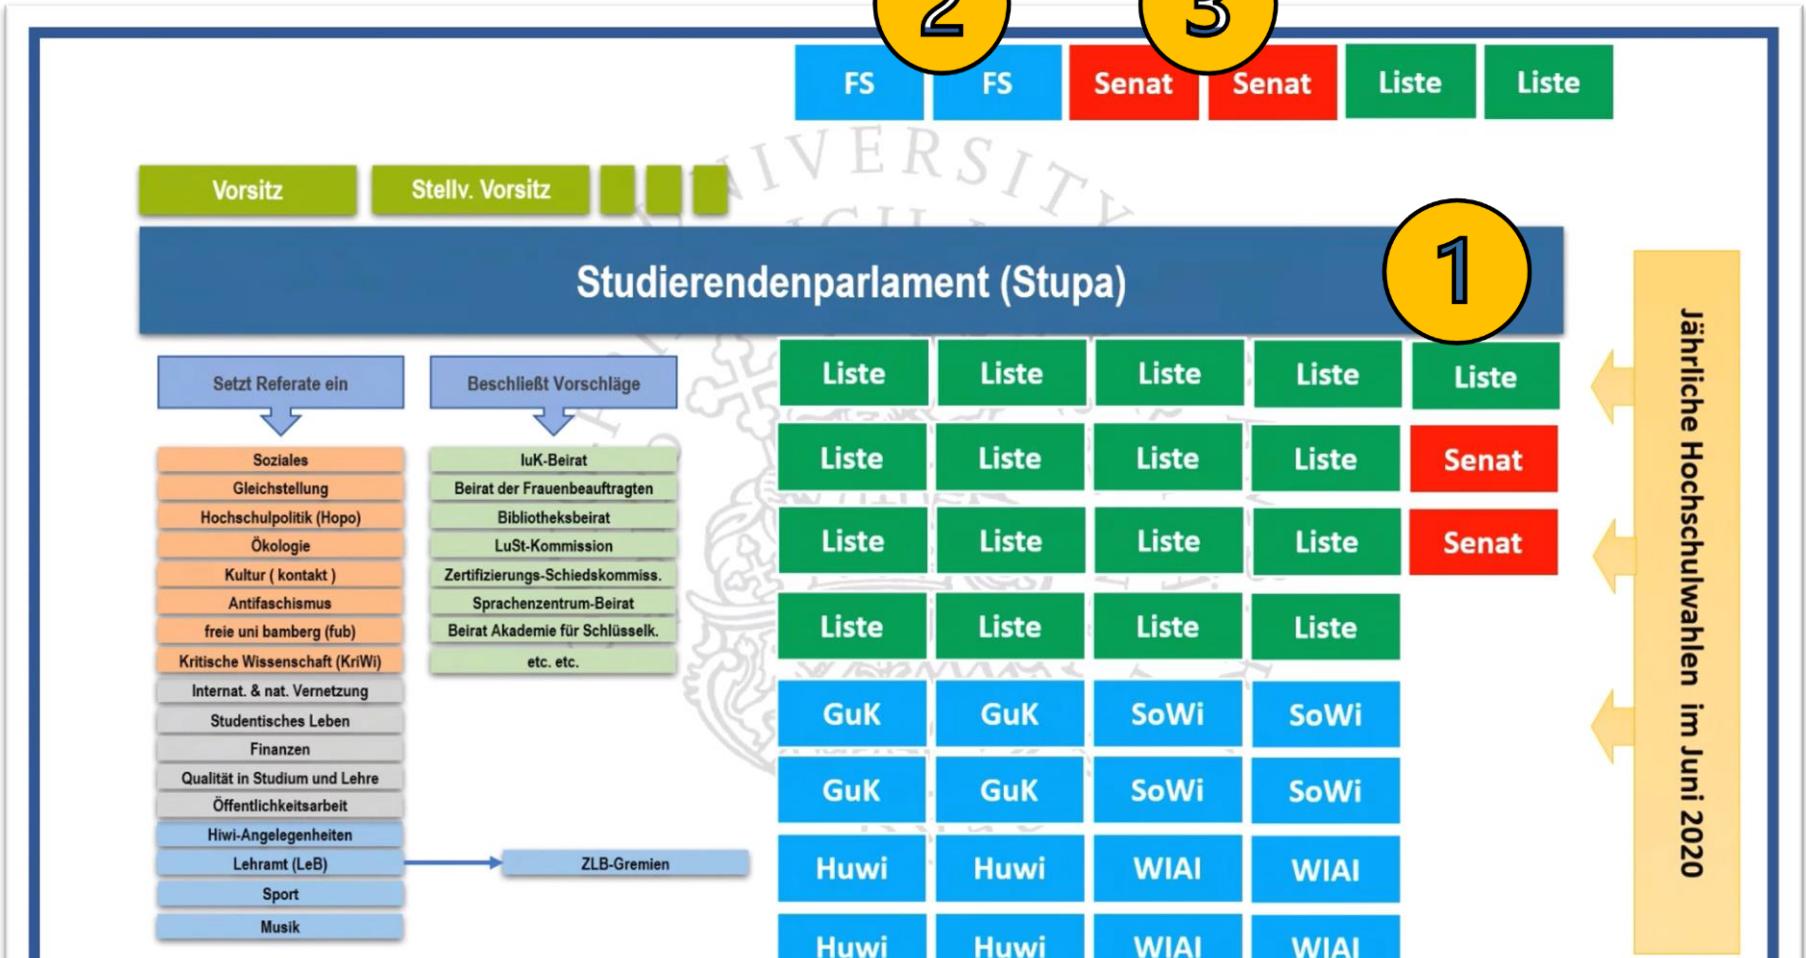 2
3
FS FS Senat Senat Liste Liste
Vorsitz
Stellv. Vorsitz
1
Studierendenparlament (Stupa)
Setzt Referate ein
Soziales
Gleichstellung
Hochschulpolitik (Hopo)
Ökologie
Kultur ( kontakt )
Antifaschismus
freie uni bamberg (fub)
Kritische Wissenschaft (KriWi)
Internat. & nat. Vernetzung
Studentisches Leben
Finanzen
Qualität in Studium und Lehre
Öffentlichkeitsarbeit
Hiwi-Angelegenheiten
Lehramt (LeB)
Sport
Musik
Beschließt Vorschläge
IuK-Beirat
Beirat der Frauenbeauftragten
Bibliotheksbeirat
LuSt-Kommission
Zertifizierungs-Schiedskommiss.
Sprachenzentrum-Beirat
Beirat Akademie für Schlüsselk.
etc. etc.
ZLB-Gremien
Liste Liste Liste Liste Liste
Liste Liste Liste Liste Senat
Liste Liste Liste Liste Senat
Liste Liste Liste Liste
GuK GuK SoWi SoWi
GuK GuK SoWi SoWi
Huwi Huwi WIAI WIAI
Huwi Huwi WIAI WIAI
Jährliche Hochschulwahlen im Juni 2020